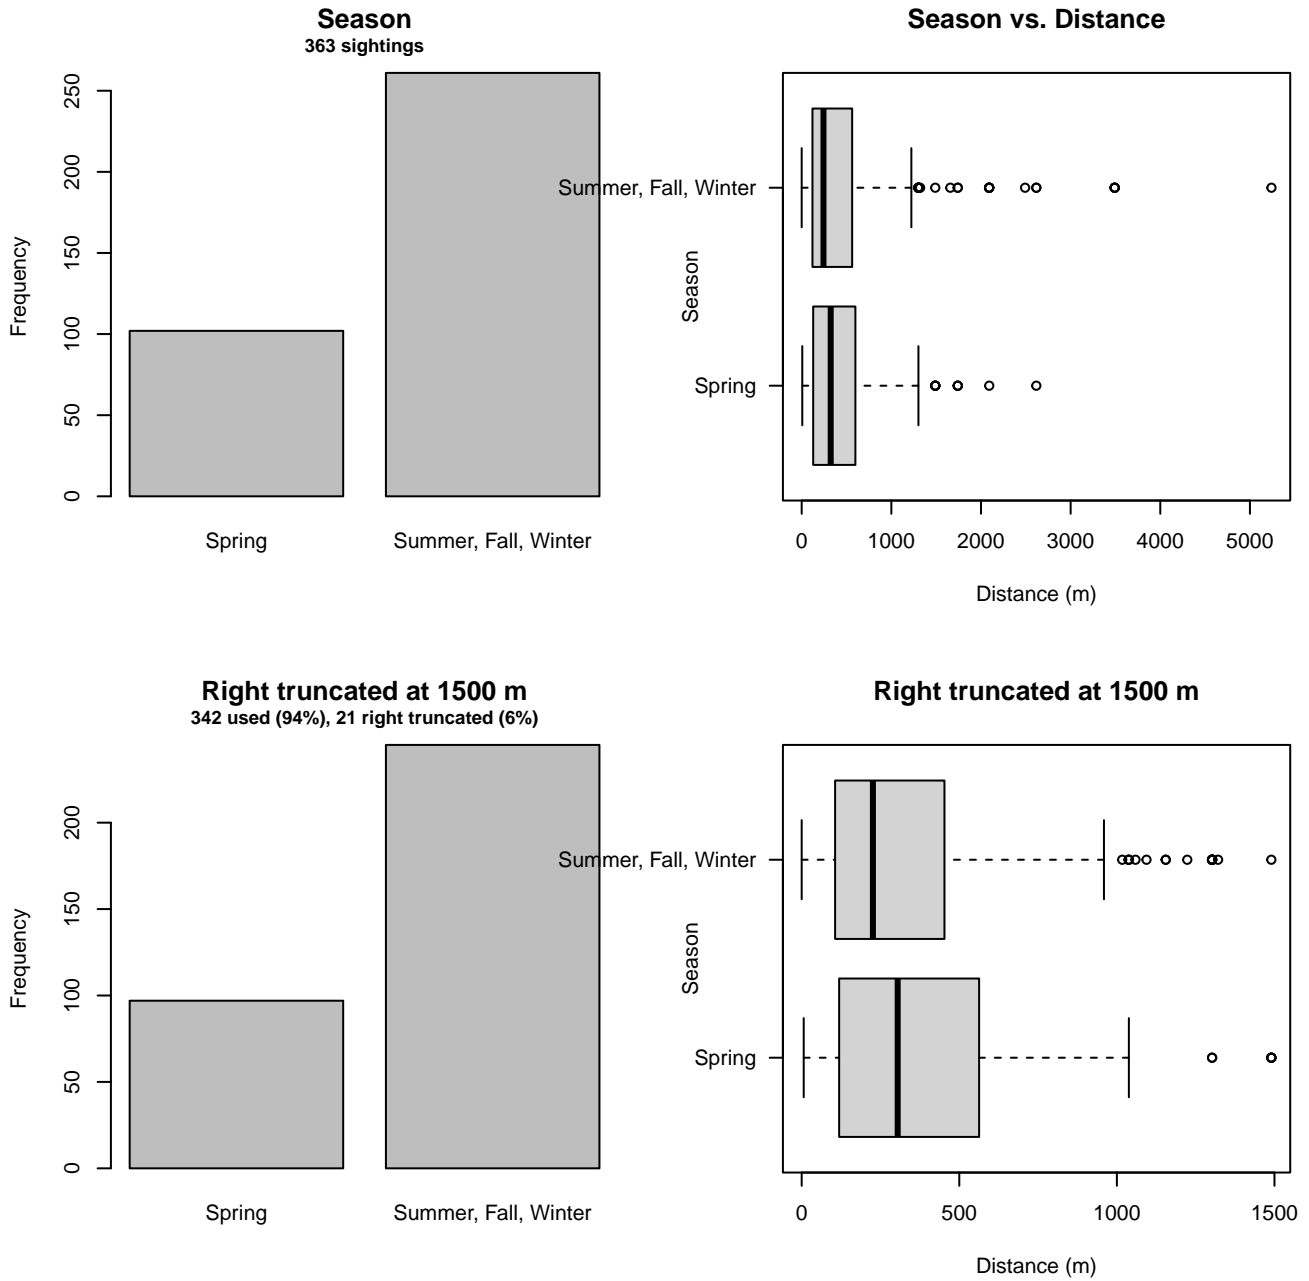 Season
363 sightings
Frequency
0
50
100
150
200
250
Spring
Summer, Fall, Winter
Season vs. Distance
Season
Summer, Fall, Winter
Spring
0
1000
2000
3000
4000
5000
Distance (m)
Right truncated at 1500 m
342 used (94%), 21 right truncated (6%)
Frequency
0
50
100
150
200
Spring
Summer, Fall, Winter
Right truncated at 1500 m
Season
Summer, Fall, Winter
Spring
0
500
1000
1500
Distance (m)